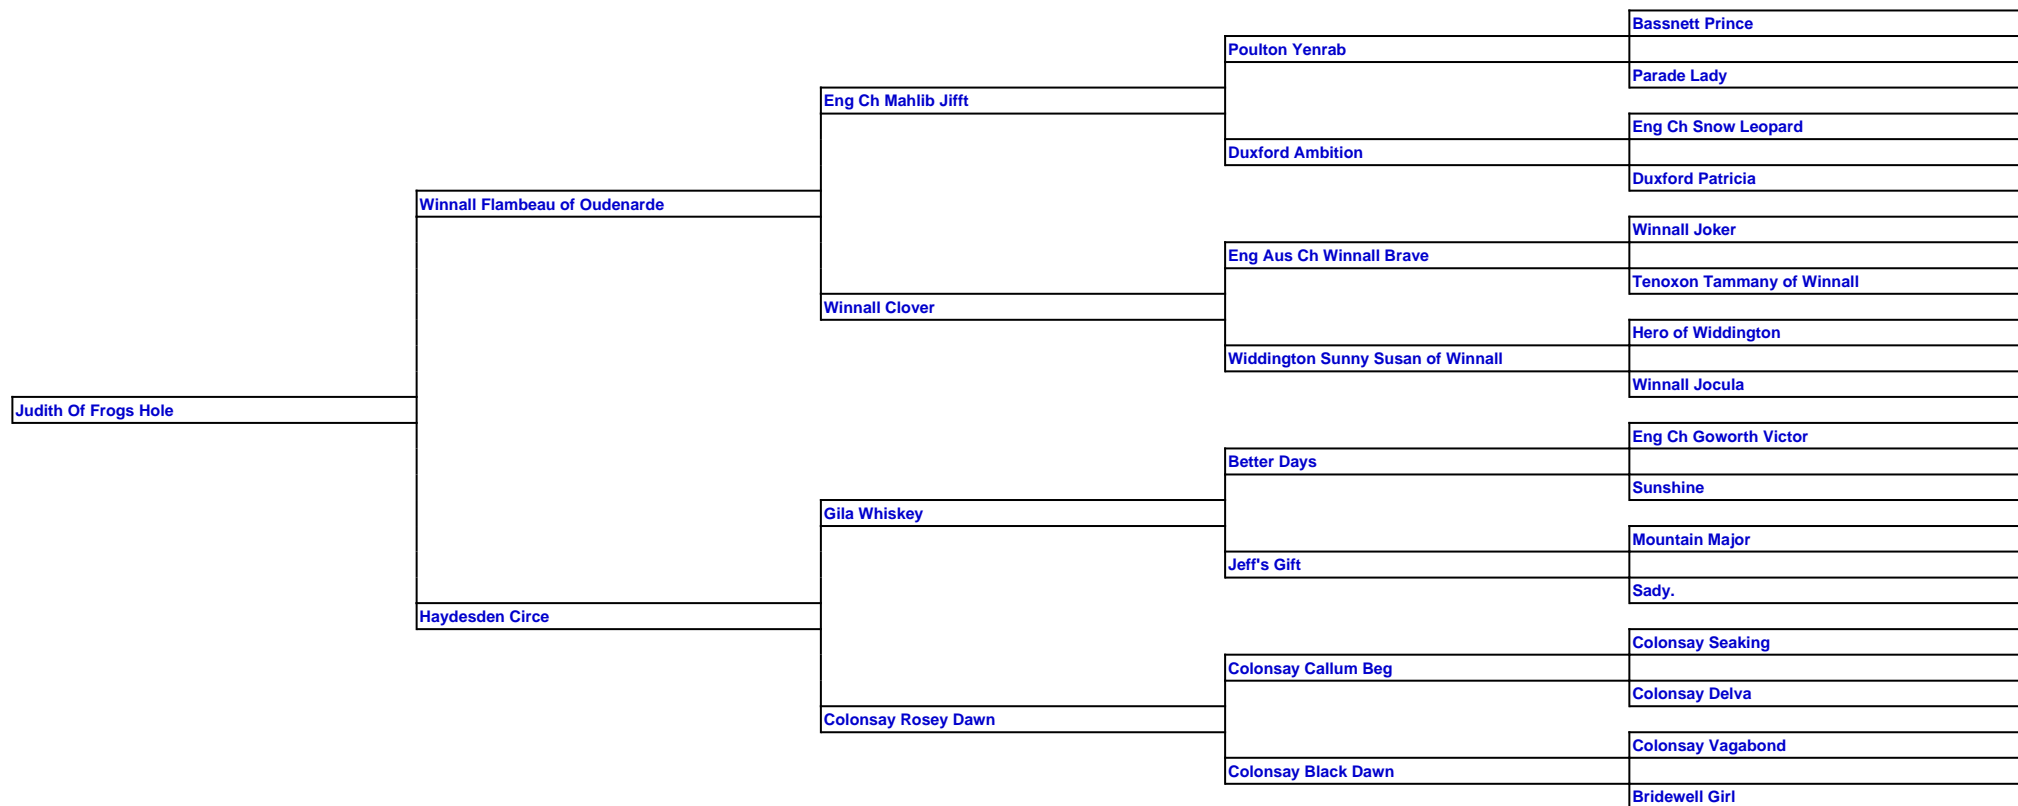 Bassnett Prince
Poulton Yenrab
Parade Lady
Eng Ch Mahlib Jifft
Eng Ch Snow Leopard
Duxford Ambition
Duxford Patricia
Winnall Flambeau of Oudenarde
Winnall Joker
Eng Aus Ch Winnall Brave
Tenoxon Tammany of Winnall
Winnall Clover
Hero of Widdington
Widdington Sunny Susan of Winnall
Winnall Jocula
Judith Of Frogs Hole
Eng Ch Goworth Victor
Better Days
Sunshine
Gila Whiskey
Mountain Major
Jeff's Gift
Sady.
Haydesden Circe
Colonsay Seaking
Colonsay Callum Beg
Colonsay Delva
Colonsay Rosey Dawn
Colonsay Vagabond
Colonsay Black Dawn
Bridewell Girl